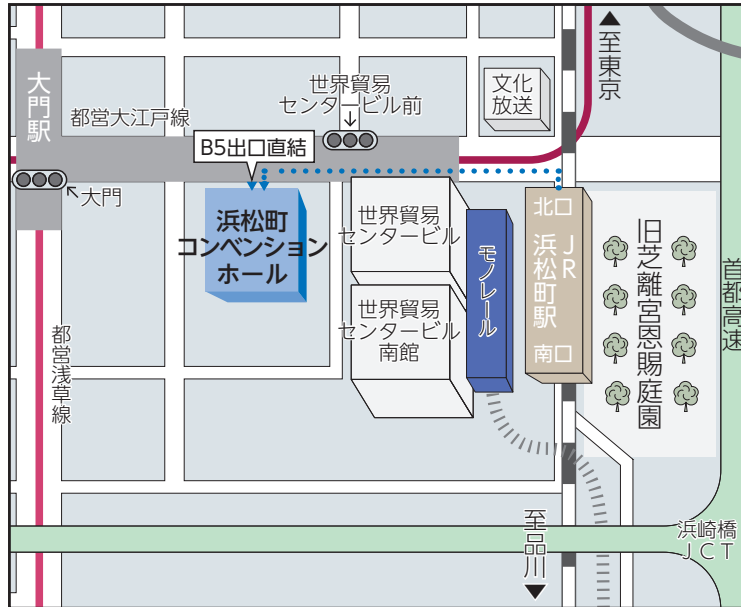 至東京
文化
放送
世界貿易
センタービル前
大門駅
都営大江戸線
B5出口直結
大門
浜松町
コンベンション
ホール
世界貿易
センタービル
世界貿易
センタービル
南館
モノレール
北口
JR
浜松町駅
南口
旧芝離宮恩賜庭園
首都高速
都営浅草線
至品川
浜崎橋
JCT